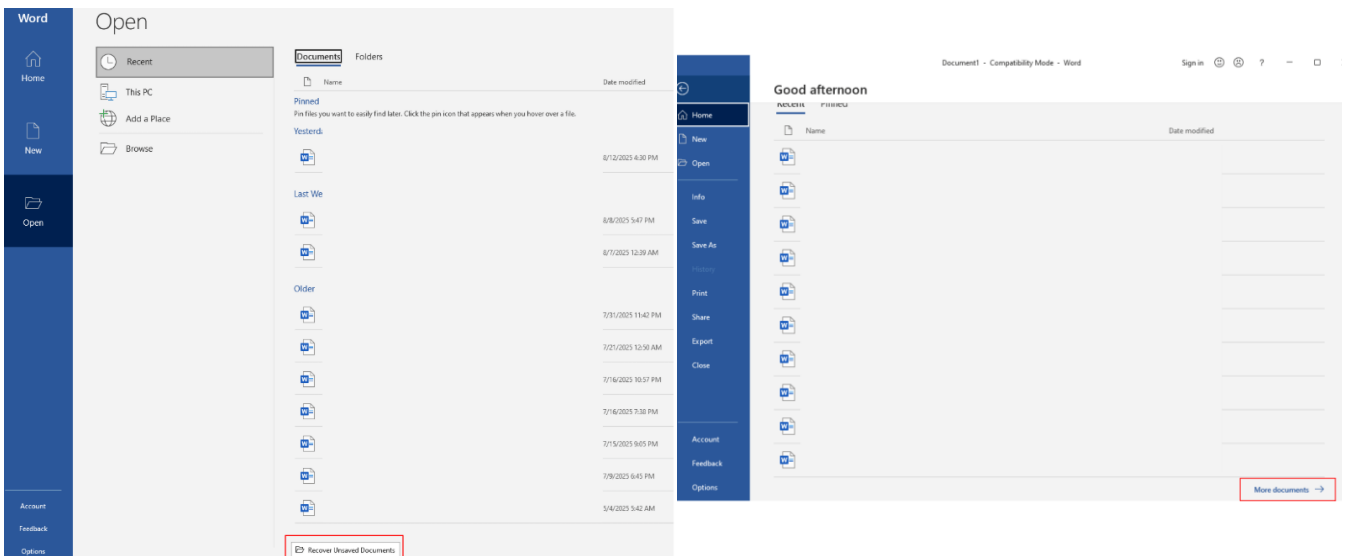 Word
Home
New
Open
Account
Feedback
Options
Open
Recent
This PC
Add a Place
Browse
Documents Folders
Name Date modified
Pinned
Pin files you want to easily find later. Click the pin icon that appears when you hover over a file.
Yesterd
8/12/2025 4:30 PM
Last We
8/8/2025 5:47 PM
8/7/2025 12:39 AM
Older
7/31/2025 11:42 PM
7/21/2025 12:50 AM
7/16/2025 10:57 PM
7/16/2025 7:38 PM
7/15/2025 9:05 PM
7/9/2025 6:45 PM
5/4/2025 5:42 AM
Recover Unsaved Documents
Document1 - Compatibility Mode - Word Sign in ?
Home
New
Open
Info
Save
Save As
History
Print
Share
Export
Close
Account
Feedback
Options
Good afternoon
Recent Pinned
Name Date modified
More documents